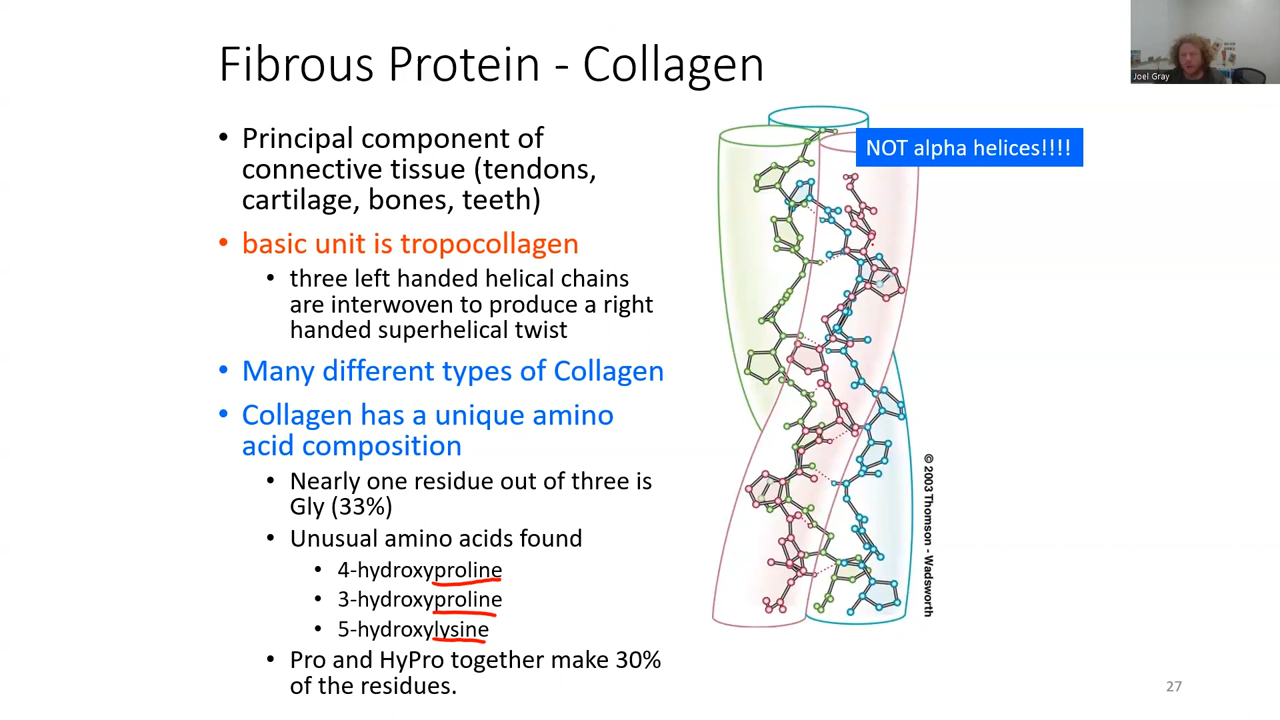 Fibrous Protein - Collagen
Joel Gray
• Principal component of
connective tissue (tendons,
cartilage, bones, teeth)
• basic unit is tropocollagen
• three left handed helical chains
are interwoven to produce a right
handed superhelical twist
• Many different types of Collagen
• Collagen has a unique amino
acid composition
• Nearly one residue out of three is
Gly (33%)
• Unusual amino acids found
• 4-hydroxyproline
• 3-hydroxyproline
• 5-hydroxylysine
• Pro and HyPro together make 30%
of the residues.
NOT alpha helices!!!!
© 2003 Thomson - Wadsworth
27